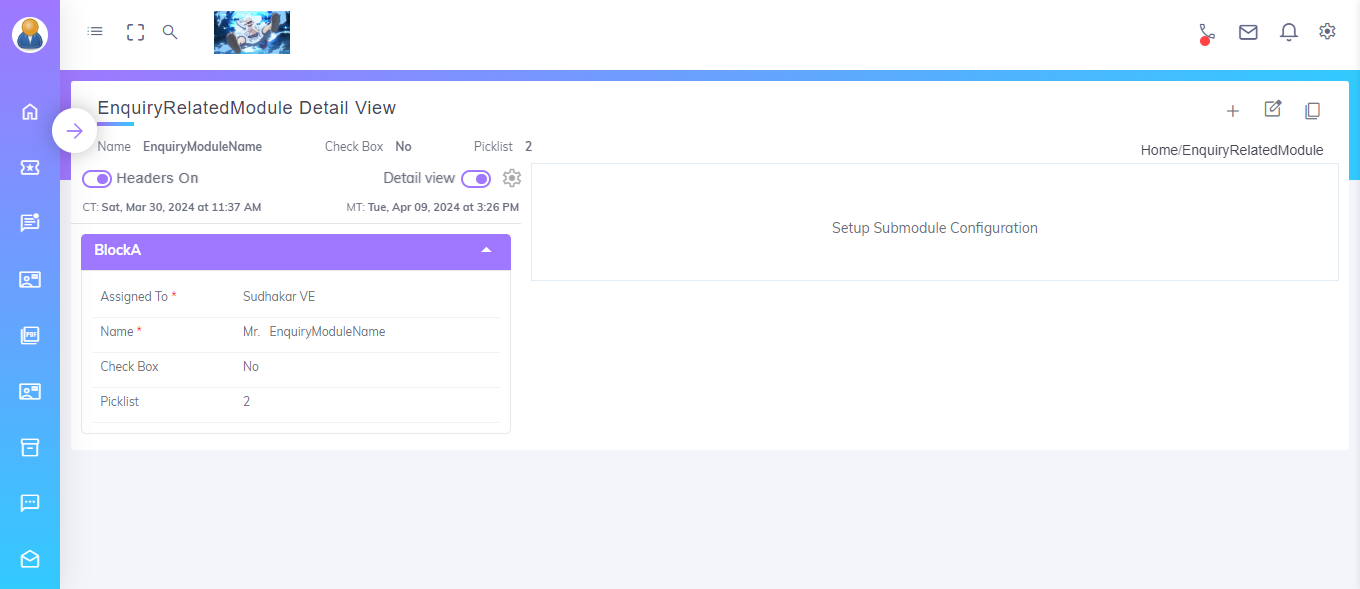 EnquiryRelatedModule Detail View
Name EnquiryModuleName Check Box No Picklist 2
Home/EnquiryRelatedModule
Headers On Detail view
CT: Sat, Mar 30, 2024 at 11:37 AM MT: Tue, Apr 09, 2024 at 3:26 PM
Setup Submodule Configuration
BlockA
Assigned To * Sudhakar VE
Name * Mr. EnquiryModuleName
Check Box No
Picklist 2
PDF